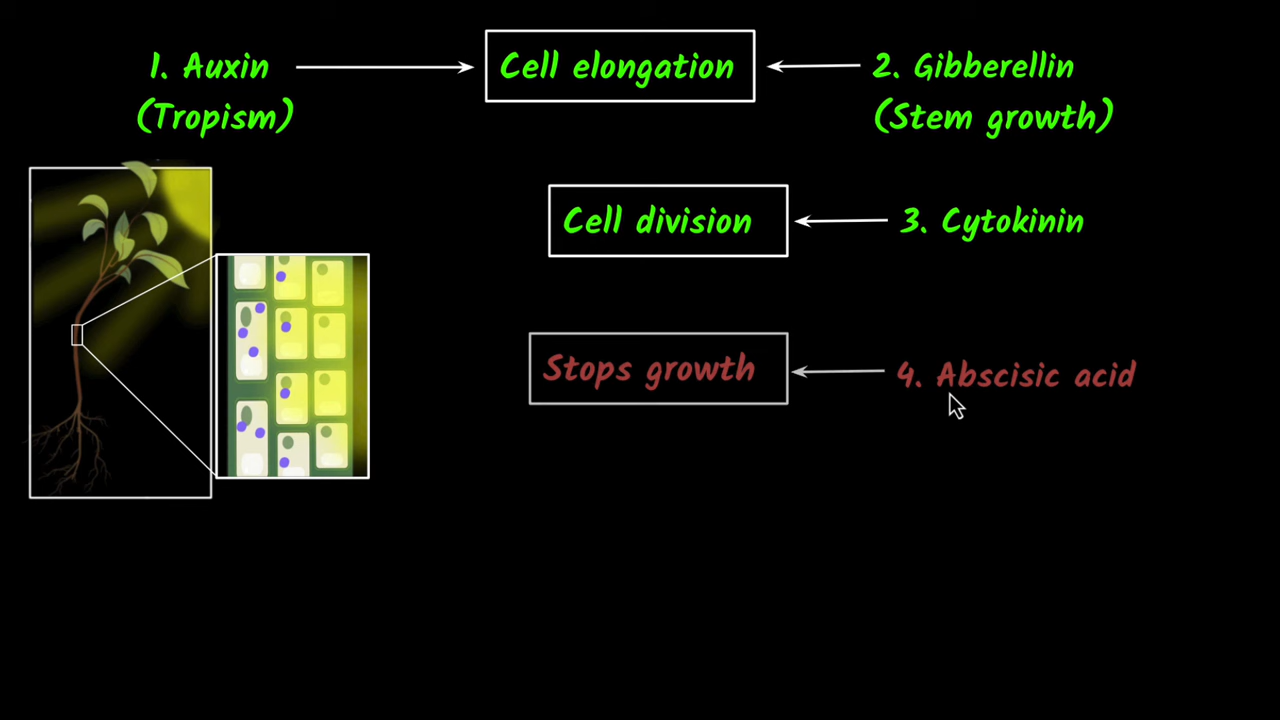 1. Auxin
(Tropism)
Cell elongation
2. Gibberellin
(Stem growth)
Cell division
3. Cytokinin
Stops growth
4. Abscisic acid